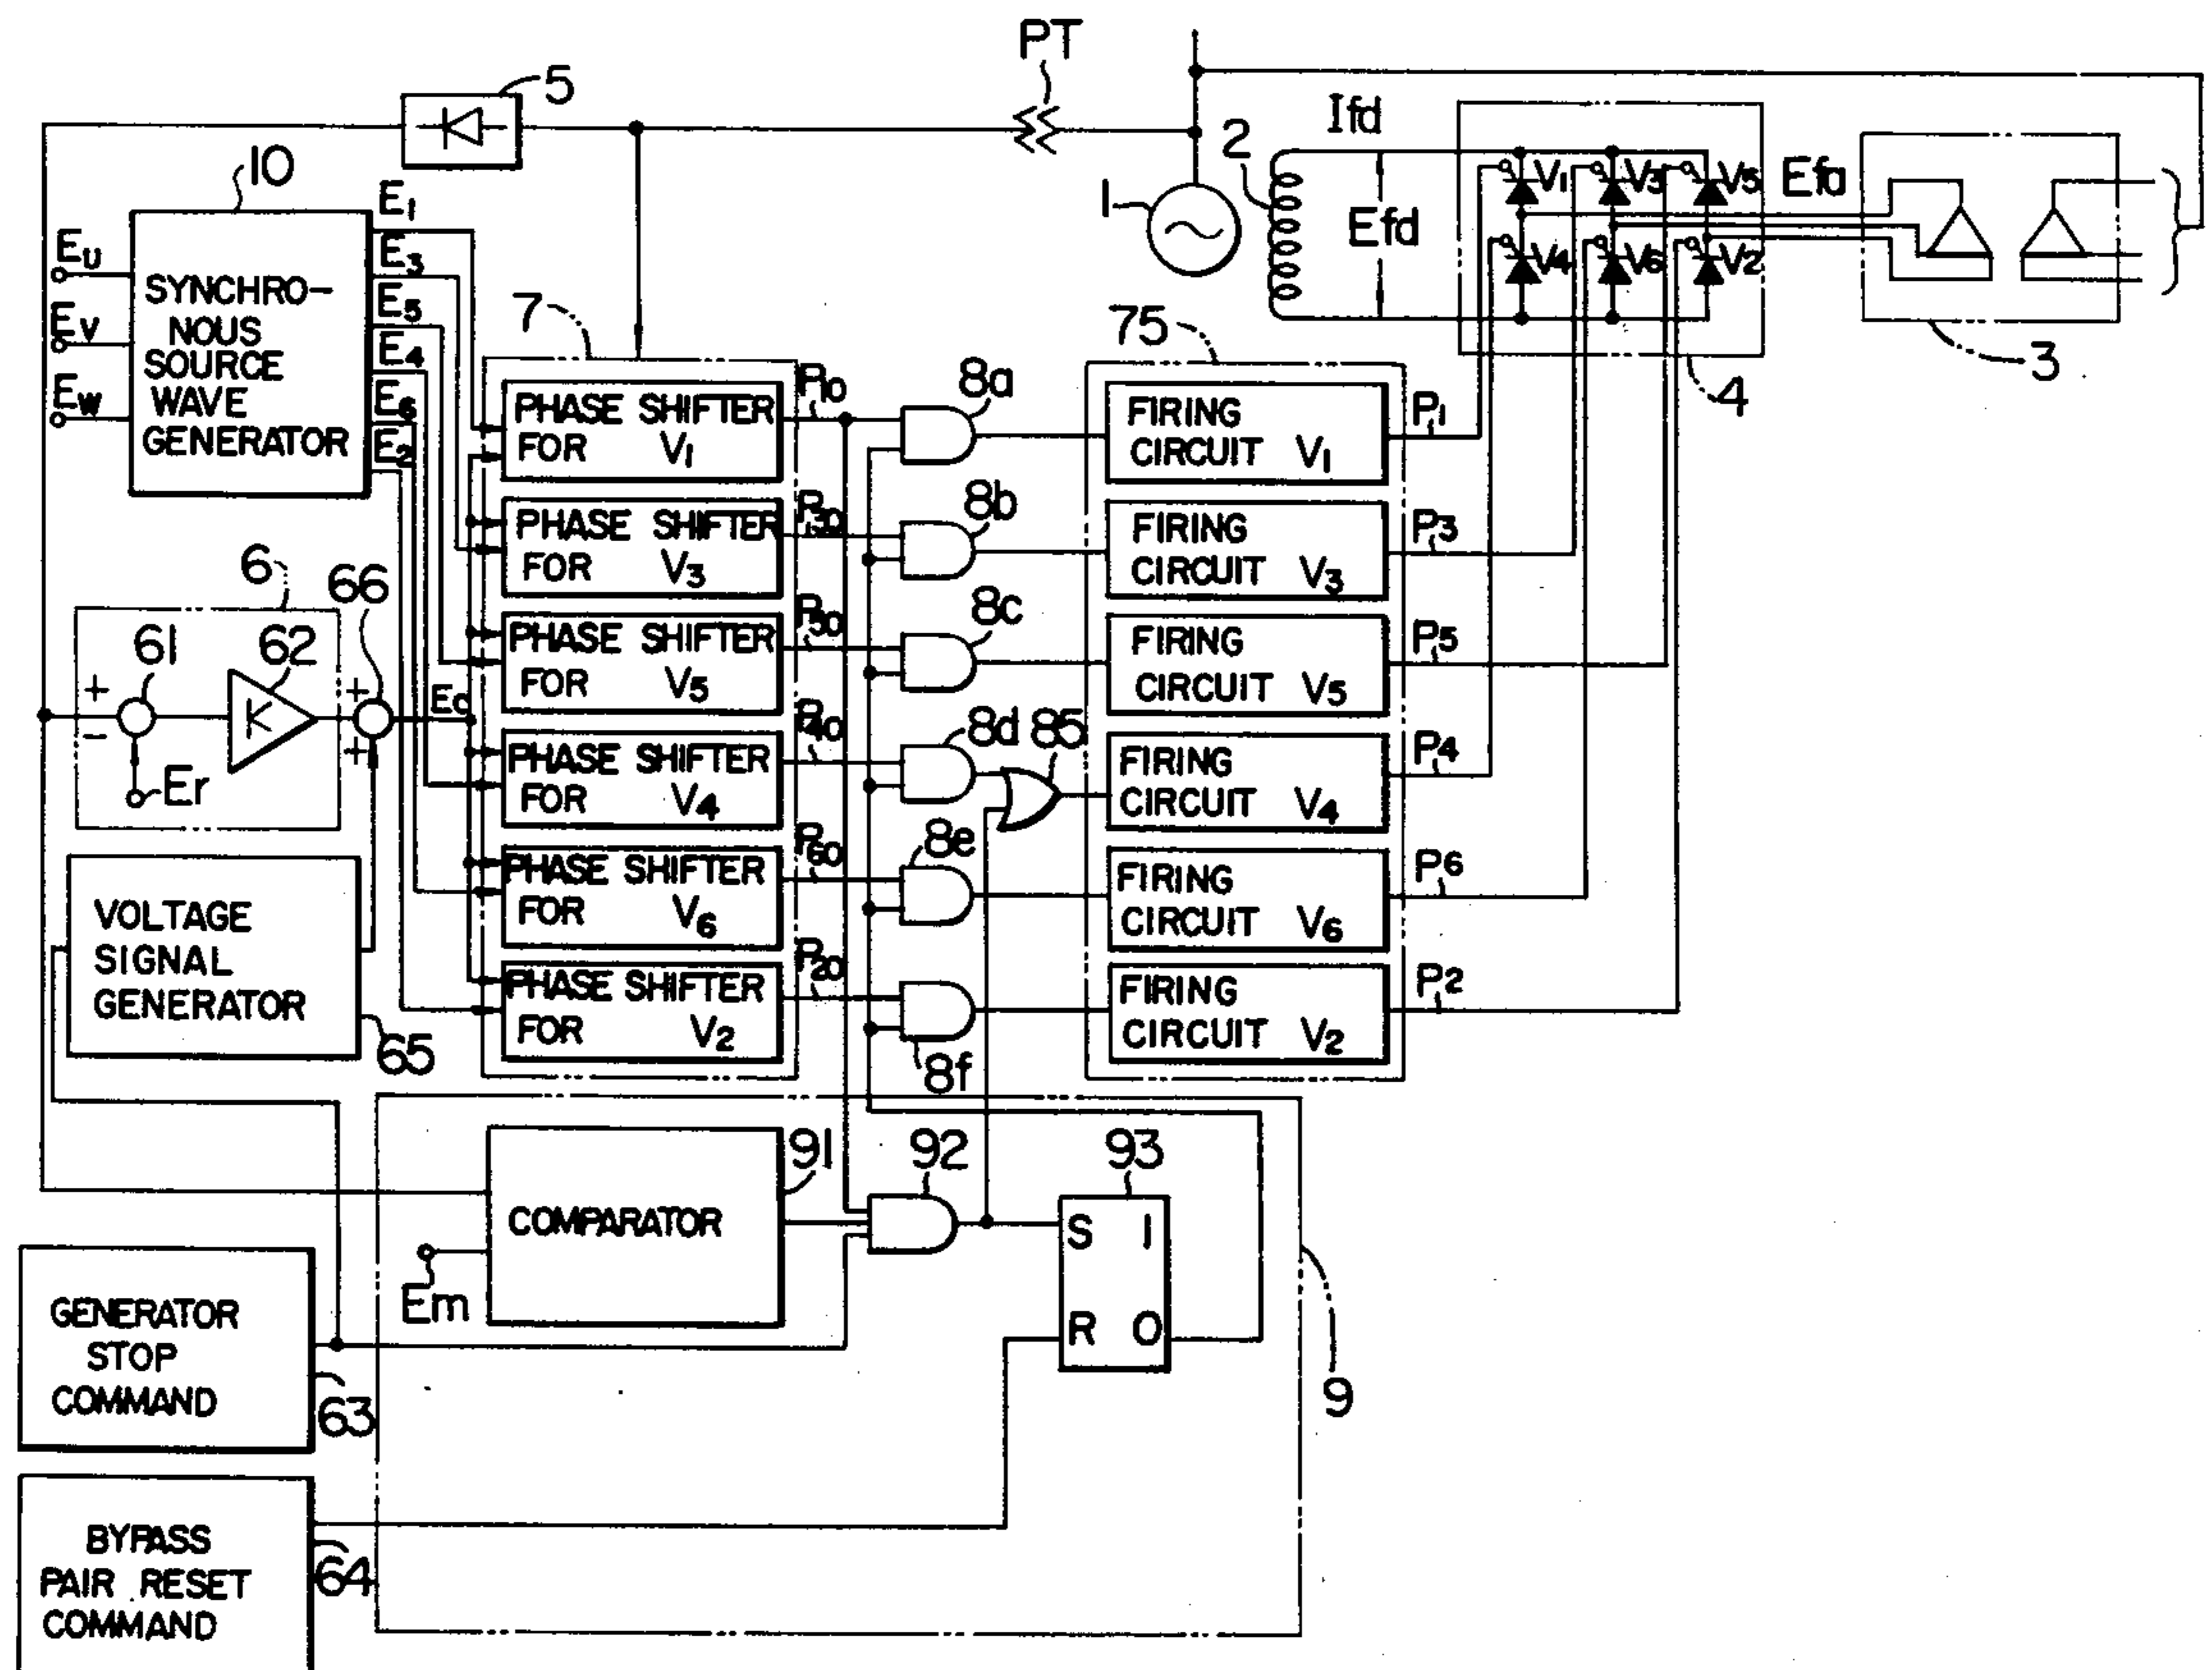 PT
5
10
Ifd
2
V1
V3
V5
Efa
E1
E3
E5
E4
E6
E2
EU
EV
EW
SYNCHRO-
NOUS
SOURCE
WAVE
GENERATOR
1
Efd
V4
V6
V2
3
4
7
75
PHASE SHIFTER
FOR V1
P10
8a
FIRING
CIRCUIT V1
P1
PHASE SHIFTER
FOR V3
P30
8b
FIRING
CIRCUIT V3
P3
6
66
61
62
K
+
-
Er
+
+
Ec
PHASE SHIFTER
FOR V5
P50
8c
FIRING
CIRCUIT V5
P5
PHASE SHIFTER
FOR V4
P40
8d
85
FIRING
CIRCUIT V4
P4
PHASE SHIFTER
FOR V6
P60
8e
FIRING
CIRCUIT V6
P6
VOLTAGE
SIGNAL
GENERATOR
65
PHASE SHIFTER
FOR V2
P20
8f
FIRING
CIRCUIT V2
P2
COMPARATOR
91
92
93
S 1
R 0
Em
9
GENERATOR
STOP
COMMAND
63
BYPASS
PAIR RESET
COMMAND
64